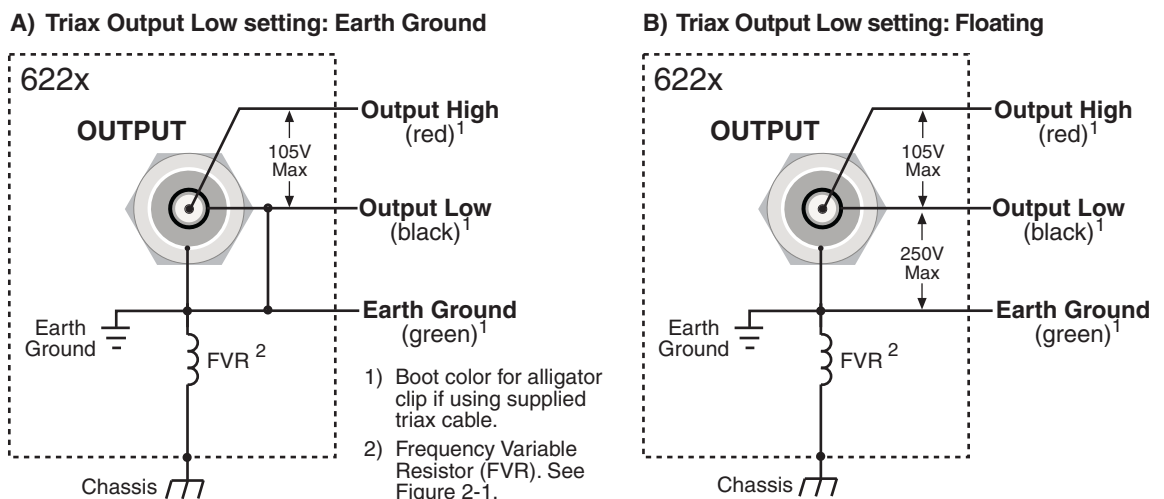 A) Triax Output Low setting: Earth Ground
622x
OUTPUT
Output High
(red)1
105V
Max
Output Low
(black)1
Earth Ground
(green)1
Earth
Ground
FVR 2
1) Boot color for alligator
clip if using supplied
triax cable.
2) Frequency Variable
Resistor (FVR). See
Figure 2-1.
Chassis
B) Triax Output Low setting: Floating
622x
OUTPUT
Output High
(red)1
105V
Max
Output Low
(black)1
250V
Max
Earth Ground
(green)1
Earth
Ground
FVR 2
Chassis